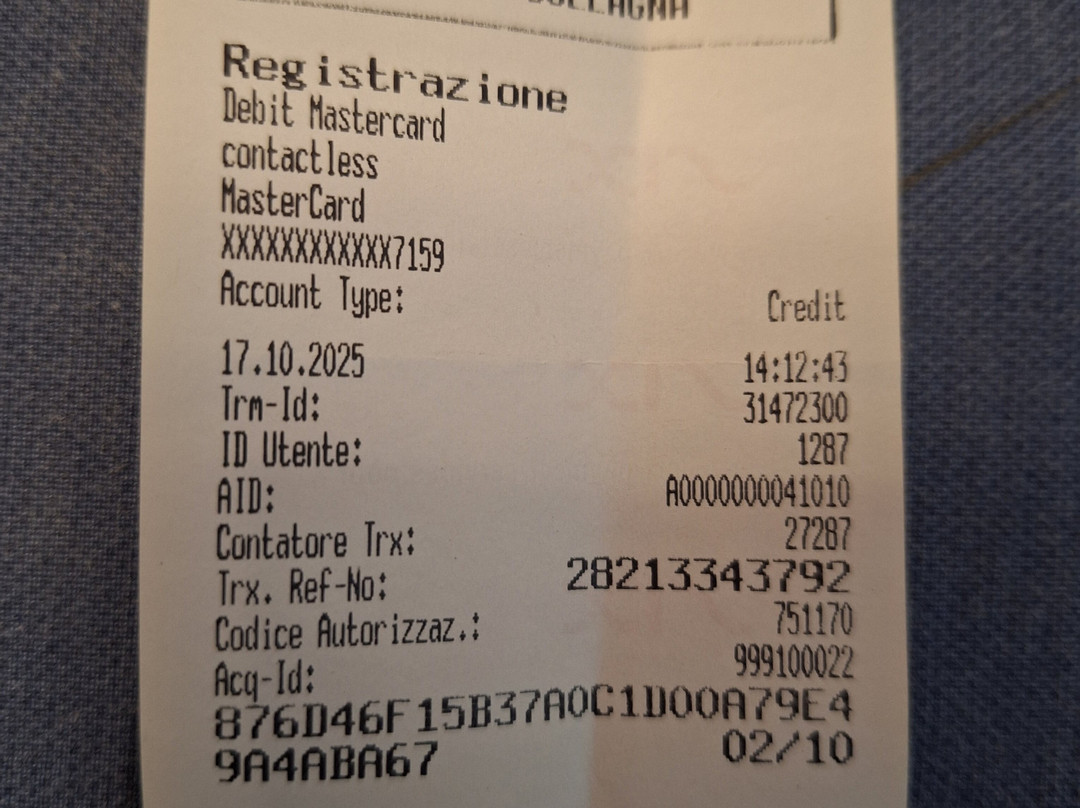 Registrazione
Debit Mastercard
contactless
MasterCard
XXXXXXXXXXXX7159
Account Type: Credit
17.10.2025 14:12:43
Trm-Id: 31472300
ID Utente: 1287
AID: A0000000041010
Contatore Trx: 27287
Trx. Ref-No: 28213343792
Codice Autorizzaz.: 751170
Acq-Id: 999100022
876D46F15B37A0C1D00A79E4
9A4ABA67 02/10